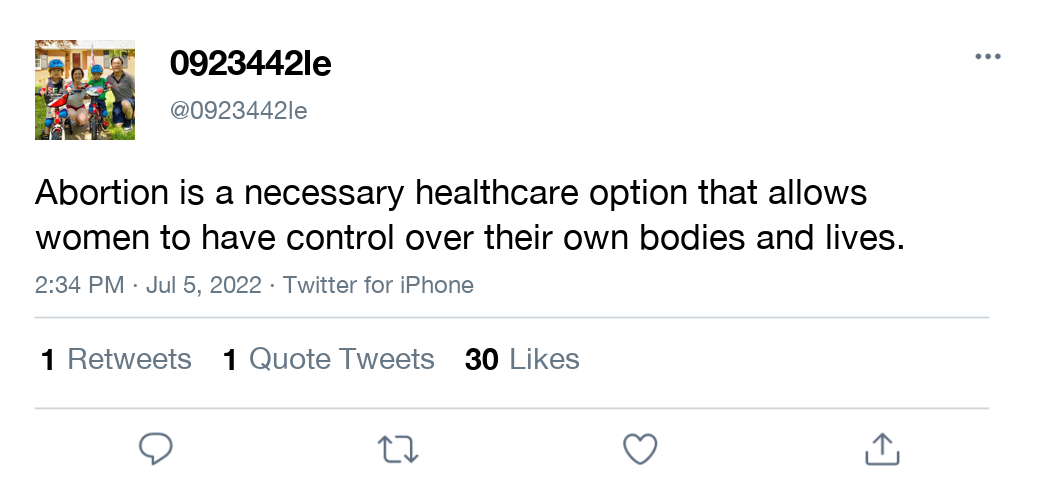 0923442le
@0923442le
Abortion is a necessary healthcare option that allows
women to have control over their own bodies and lives.
2:34 PM · Jul 5, 2022 · Twitter for iPhone
1 Retweets 1 Quote Tweets 30 Likes